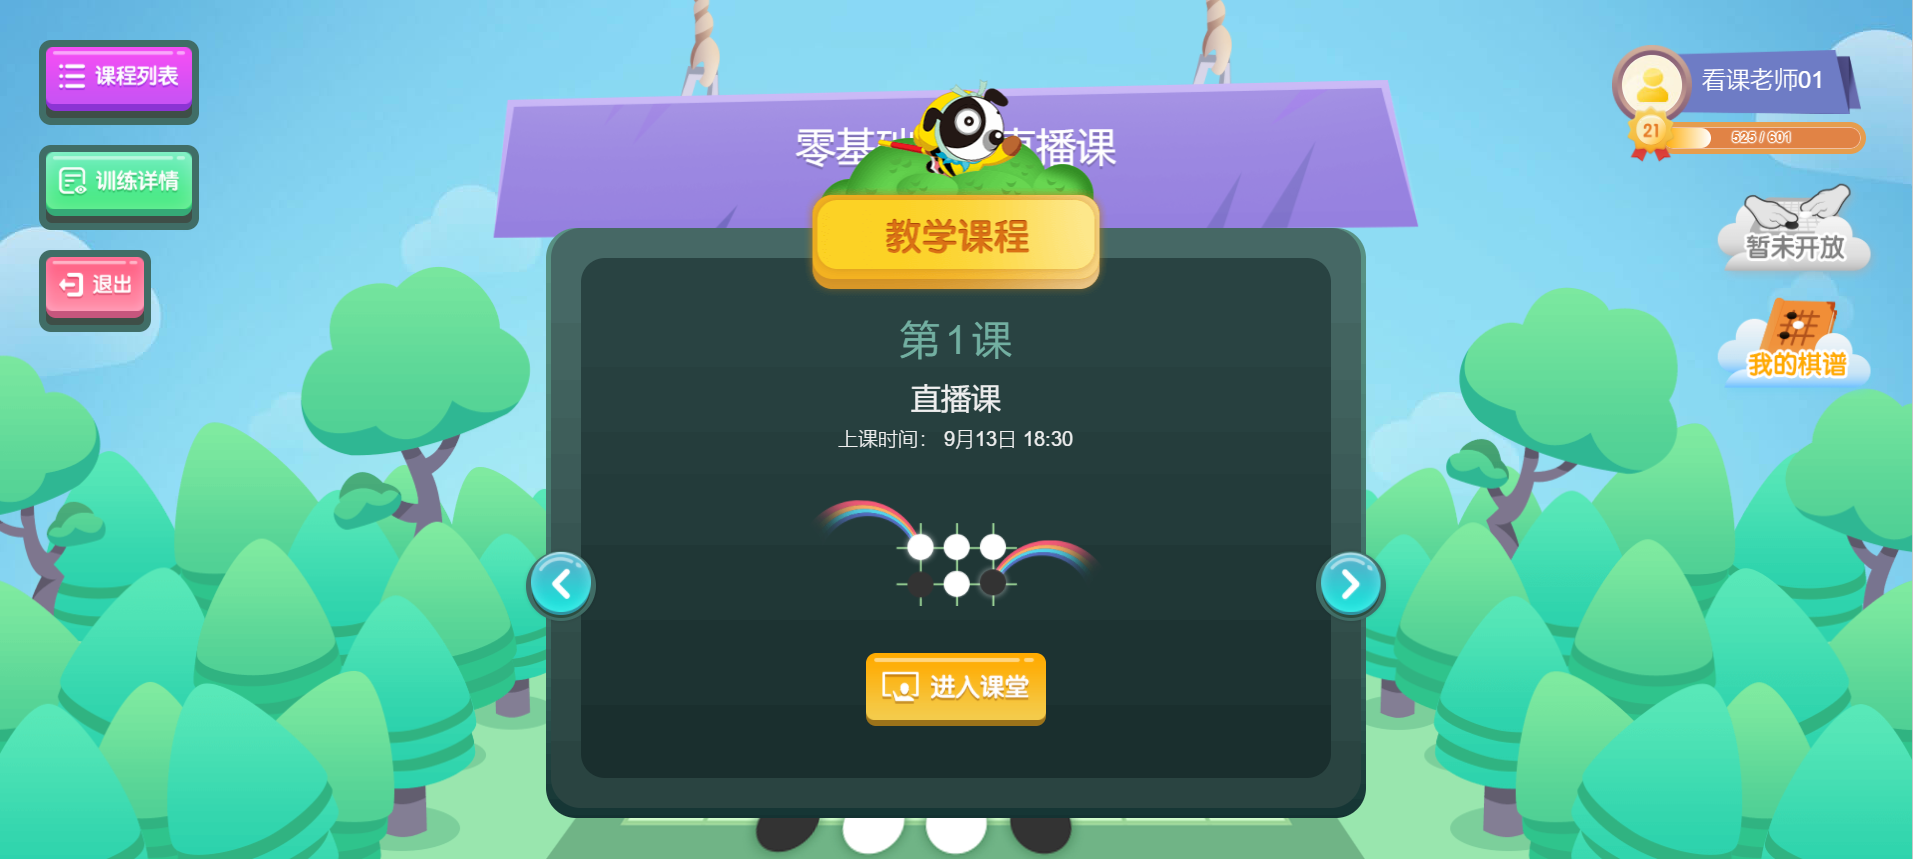 课程列表
训练详情
退出
零基 直播课
教学课程
第1课
直播课
上课时间： 9月13日 18:30
进入课堂
看课老师01
21
525 / 601
暂未开放
我的棋谱